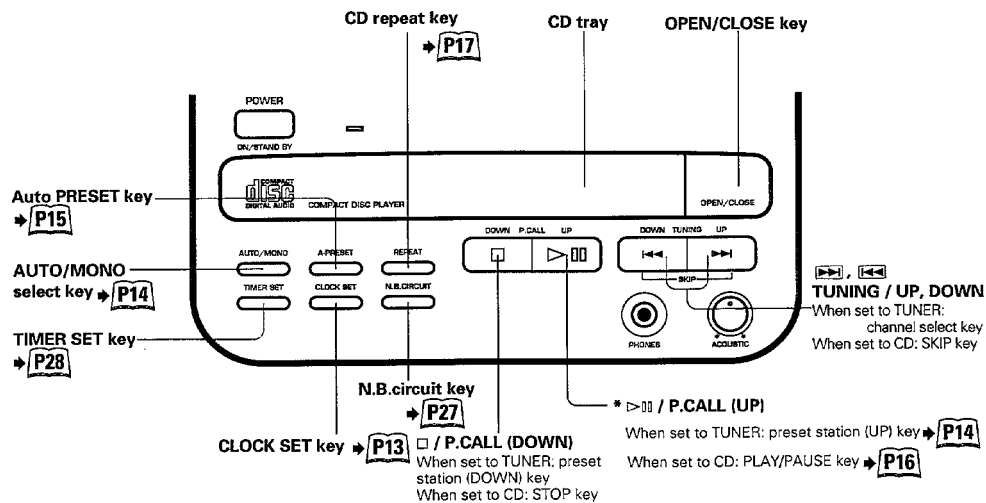 CD repeat key
P17
CD tray
OPEN/CLOSE key
POWER
ON/STAND BY
COMPACT
disc
DIGITAL AUDIO
COMPACT DISC PLAYER
OPEN/CLOSE
Auto PRESET key
P15
DOWN P.CALL UP
DOWN TUNING UP
AUTO/MONO
A.PRESET
REPEAT
SKIP
AUTO/MONO
select key P14
TIMER SET
CLOCK SET
N.B.CIRCUIT
TUNING / UP, DOWN
When set to TUNER:
channel select key
When set to CD: SKIP key
TIMER SET key
P28
PHONES
ACOUSTIC
N.B.circuit key
P27
CLOCK SET key P13
□ / P.CALL (DOWN)
When set to TUNER: preset
station (DOWN) key
When set to CD: STOP key
* ▷▯▯ / P.CALL (UP)
When set to TUNER: preset station (UP) key P14
When set to CD: PLAY/PAUSE key P16